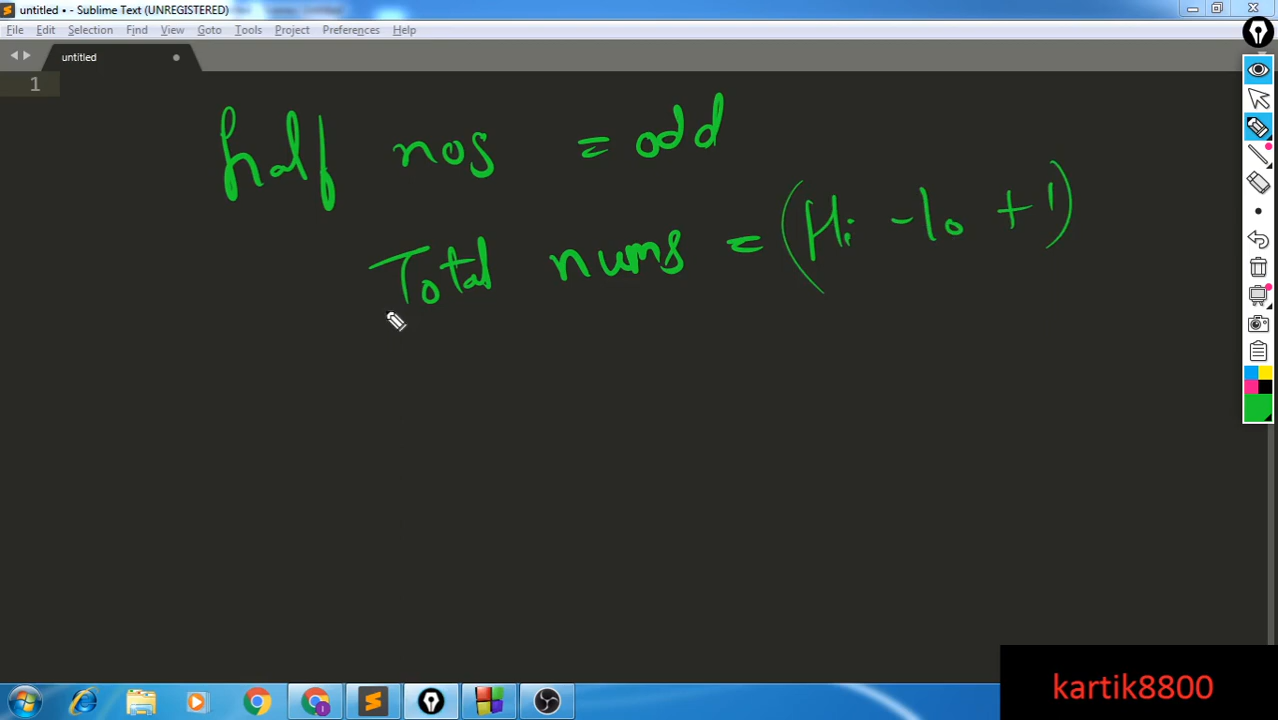 untitled • - Sublime Text (UNREGISTERED)
File Edit Selection Find View Goto Tools Project Preferences Help
untitled
1
half nos = odd
Total nums = (Hi - lo + 1)
kartik8800